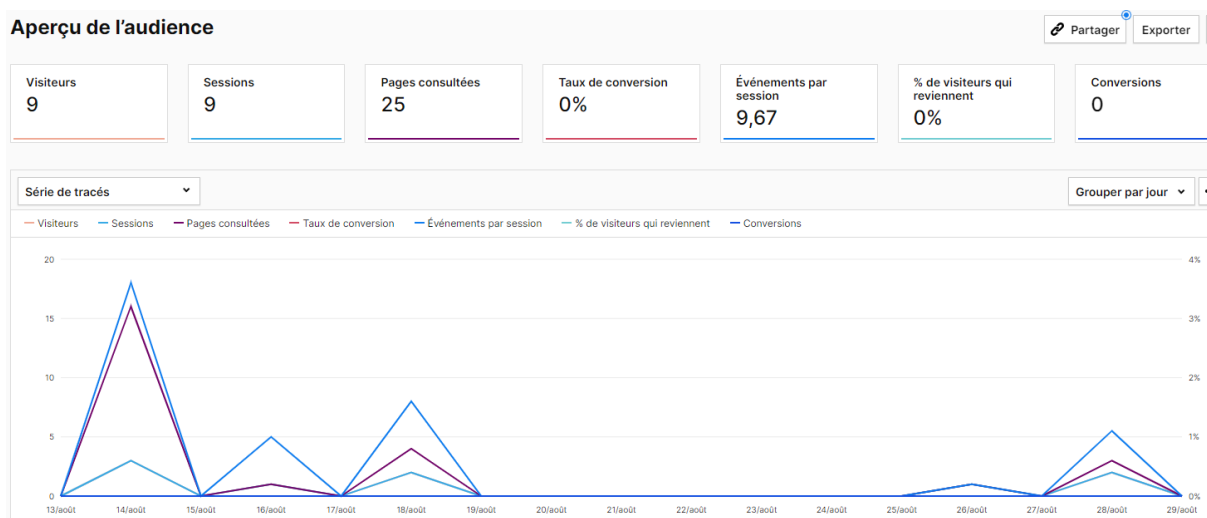 Aperçu de l’audience
Partager
Exporter
Visiteurs
9
Sessions
9
Pages consultées
25
Taux de conversion
0%
Événements par
session
9,67
% de visiteurs qui
reviennent
0%
Conversions
0
Série de tracés
Grouper par jour
Visiteurs Sessions Pages consultées Taux de conversion Événements par session % de visiteurs qui reviennent Conversions
20 4%
15 3%
10 2%
5 1%
0 0%
13/août 14/août 15/août 16/août 17/août 18/août 19/août 20/août 21/août 22/août 23/août 24/août 25/août 26/août 27/août 28/août 29/août